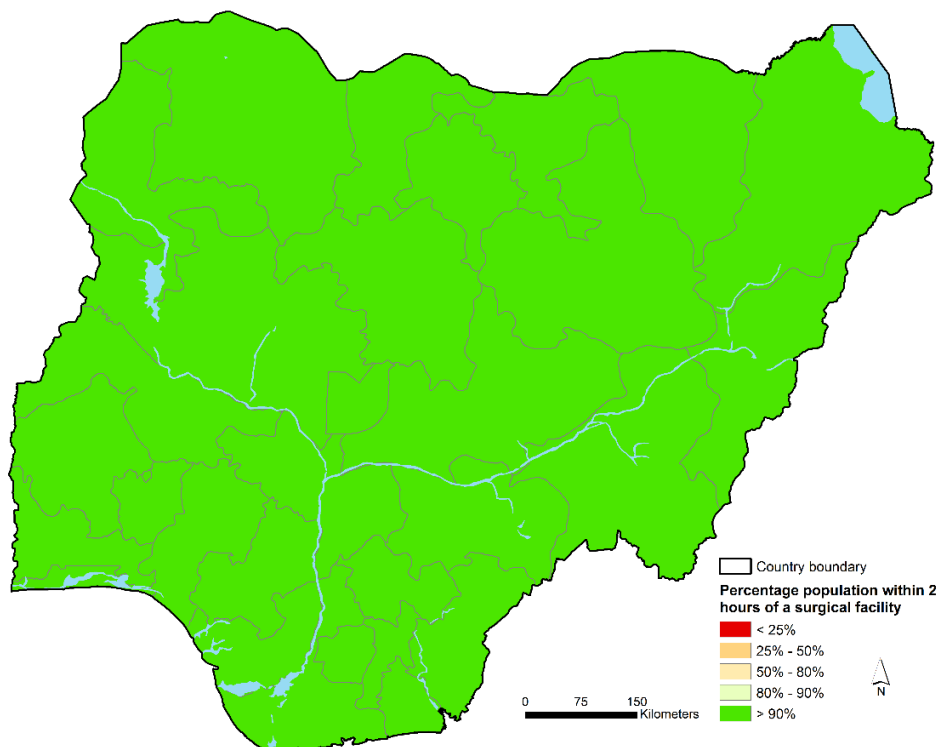 Country boundary
Percentage population within 2
hours of a surgical facility
< 25%
25% - 50%
50% - 80%
80% - 90%
> 90%
0 75 150
Kilometers
N